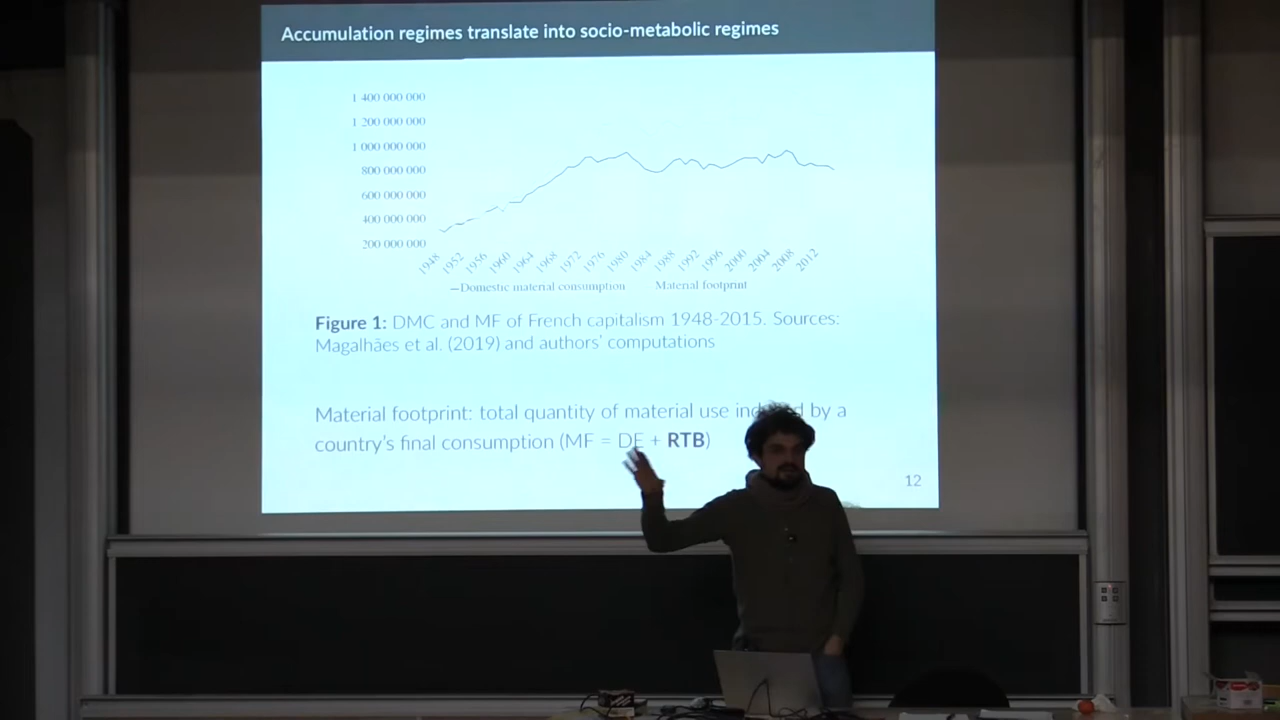 Accumulation regimes translate into socio-metabolic regimes
1 400 000 000
1 200 000 000
1 000 000 000
800 000 000
600 000 000
400 000 000
200 000 000
1948 1952 1956 1960 1964 1968 1972 1976 1980 1984 1988 1992 1996 2000 2004 2008 2012
Domestic material consumption Material footprint
Figure 1: DMC and MF of French capitalism 1948-2015. Sources:
Magalhães et al. (2019) and authors' computations
Material footprint: total quantity of material use by a
country's final consumption (MF = DE + RTB)
12